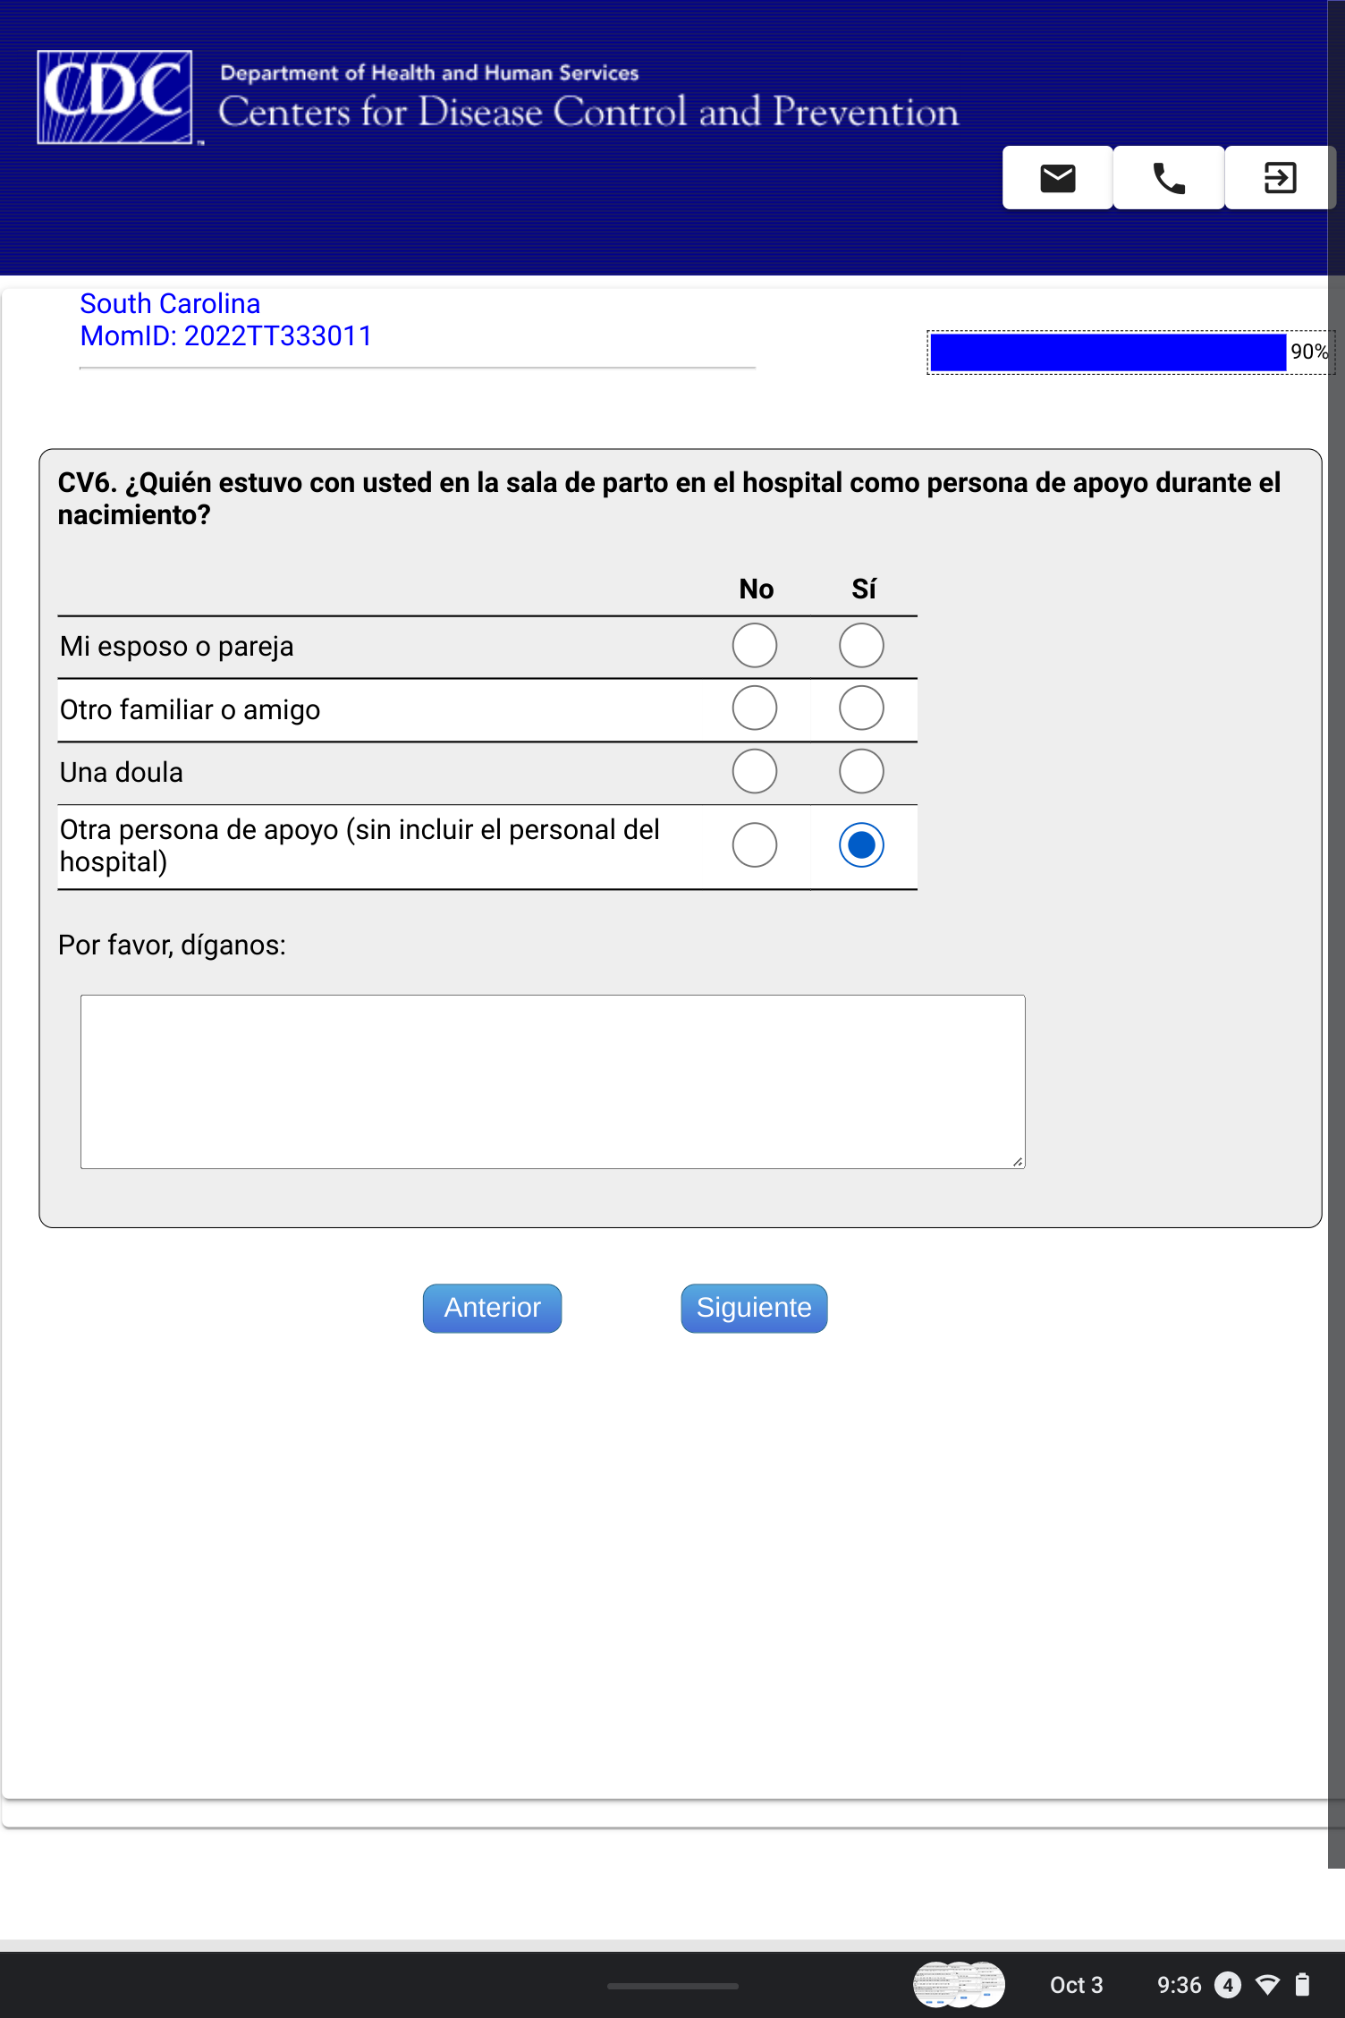 CDC
Department of Health and Human Services
Centers for Disease Control and Prevention
South Carolina
MomID: 2022TT333011
90%
CV6. ¿Quién estuvo con usted en la sala de parto en el hospital como persona de apoyo durante el
nacimiento?
No Sí
Mi esposo o pareja
Otro familiar o amigo
Una doula
Otra persona de apoyo (sin incluir el personal del
hospital)
Por favor, díganos:
Anterior Siguiente
Oct 3 9:36 4